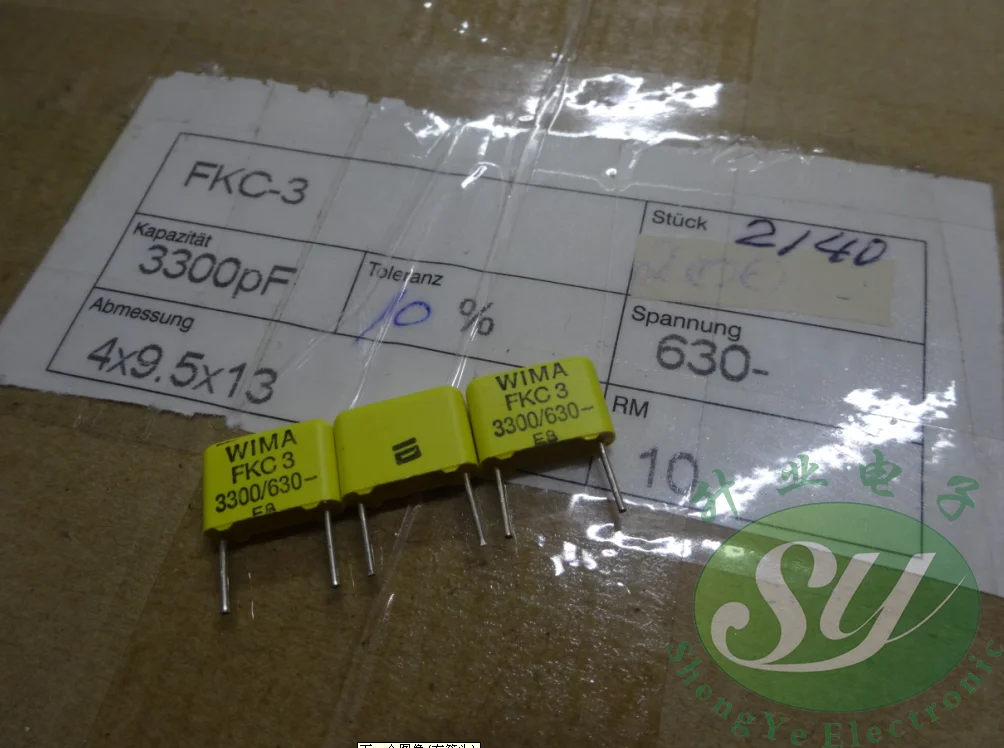 FKC-3
Stück 2140
Kapazität
3300pF
Toleranz
10 %
Spannung
630-
Abmessung
4x9.5x13
RM
10
WIMA
FKC 3
3300/630–
WIMA
FKC 3
3300/630–
升业电子
SY
ShengYe Electronic